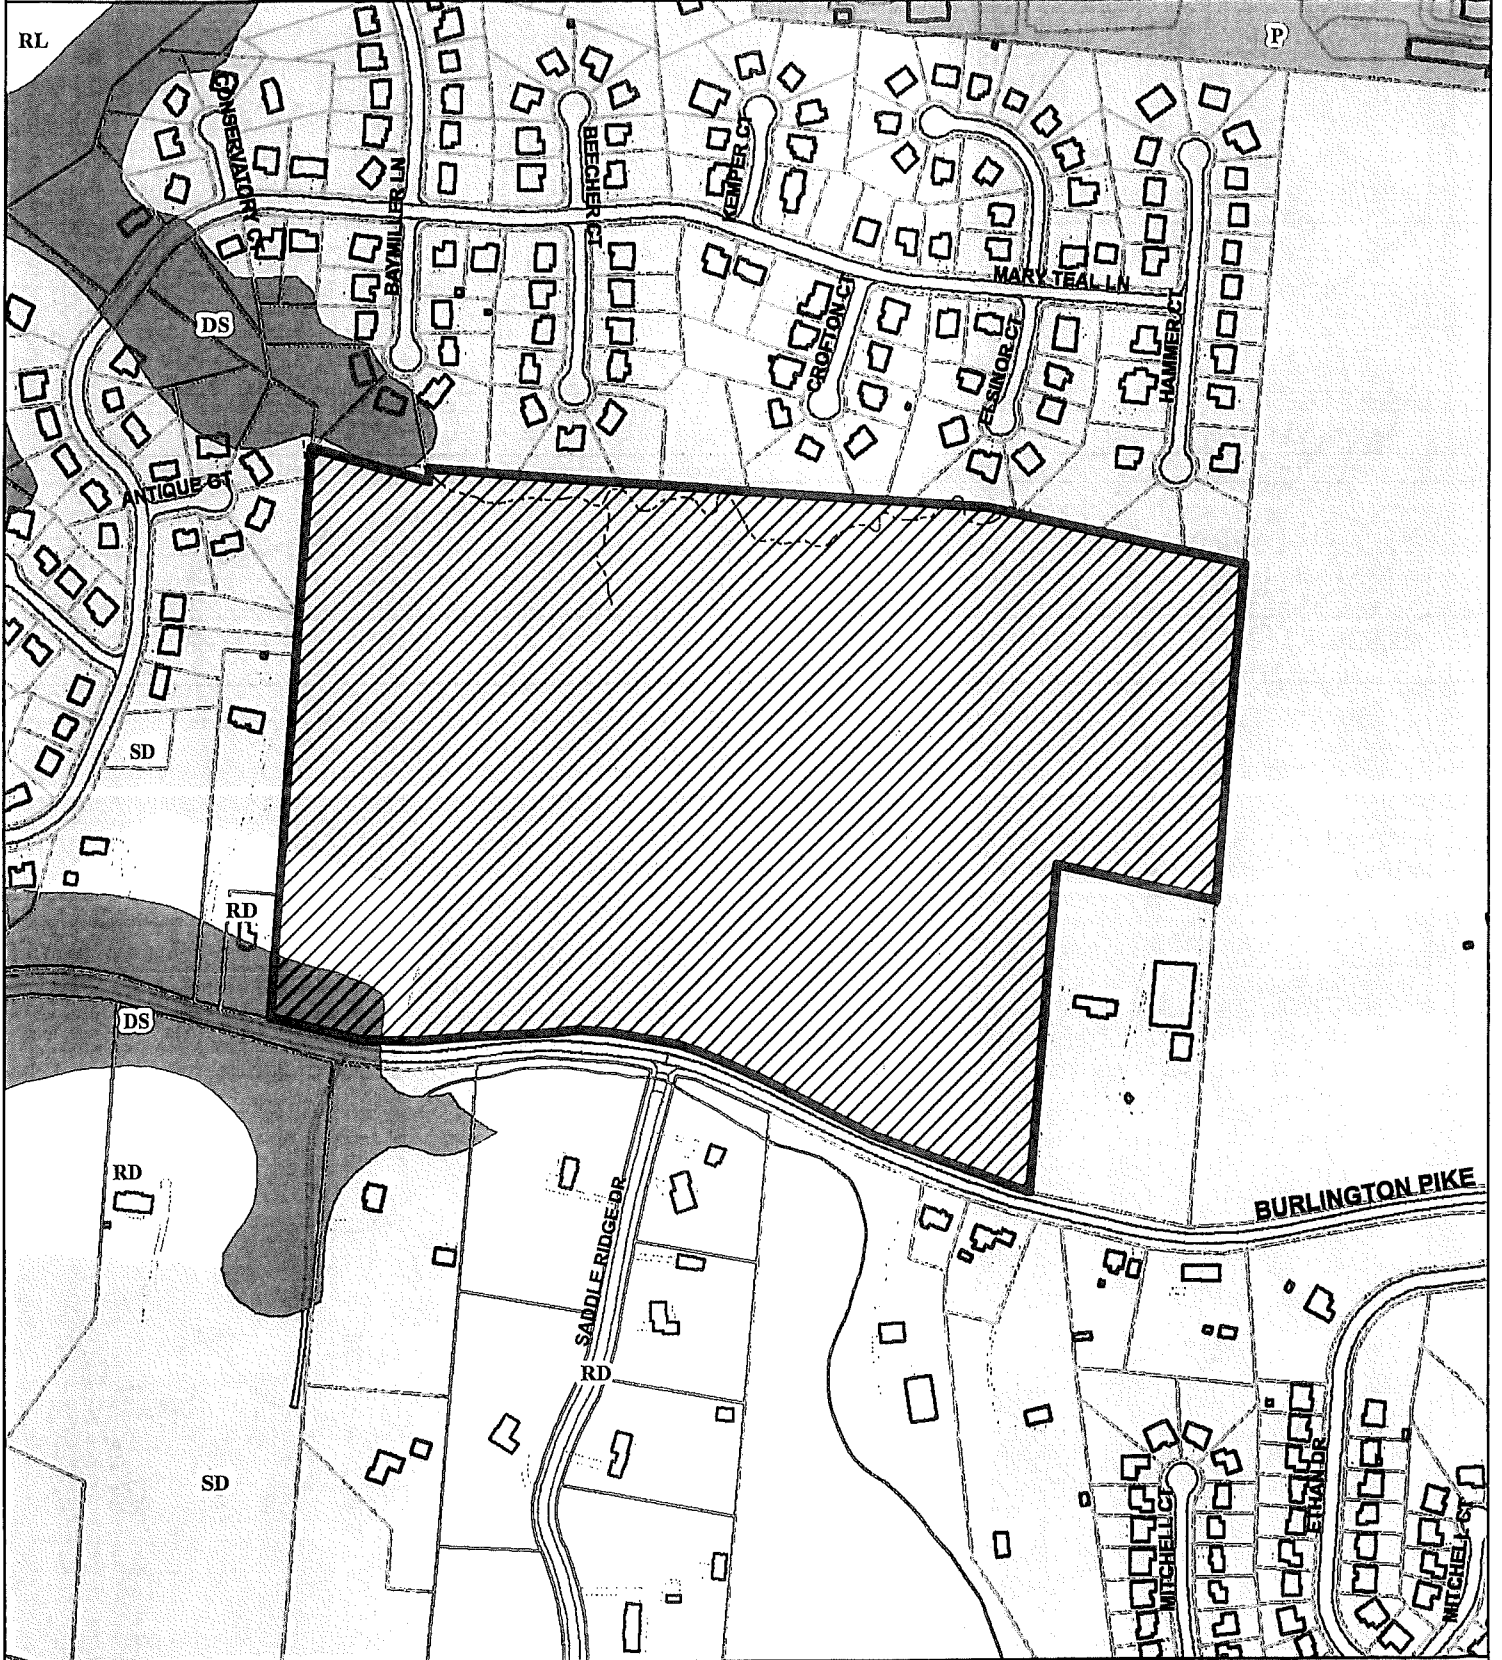 RL
P
CONSERVATORY CT
BAYMILLER LN
BEECHER CT
KEMPER CT
MARY TEAL LN
CROFTON CT
ELSINOR CT
HAMMER CT
DS
ANTIQUE CT
SD
RD
DS
RD
BURLINGTON PIKE
SADDLE RIDGE DR
RD
SD
MITCHELL CT
ETHAN DR
MITCHELL CT